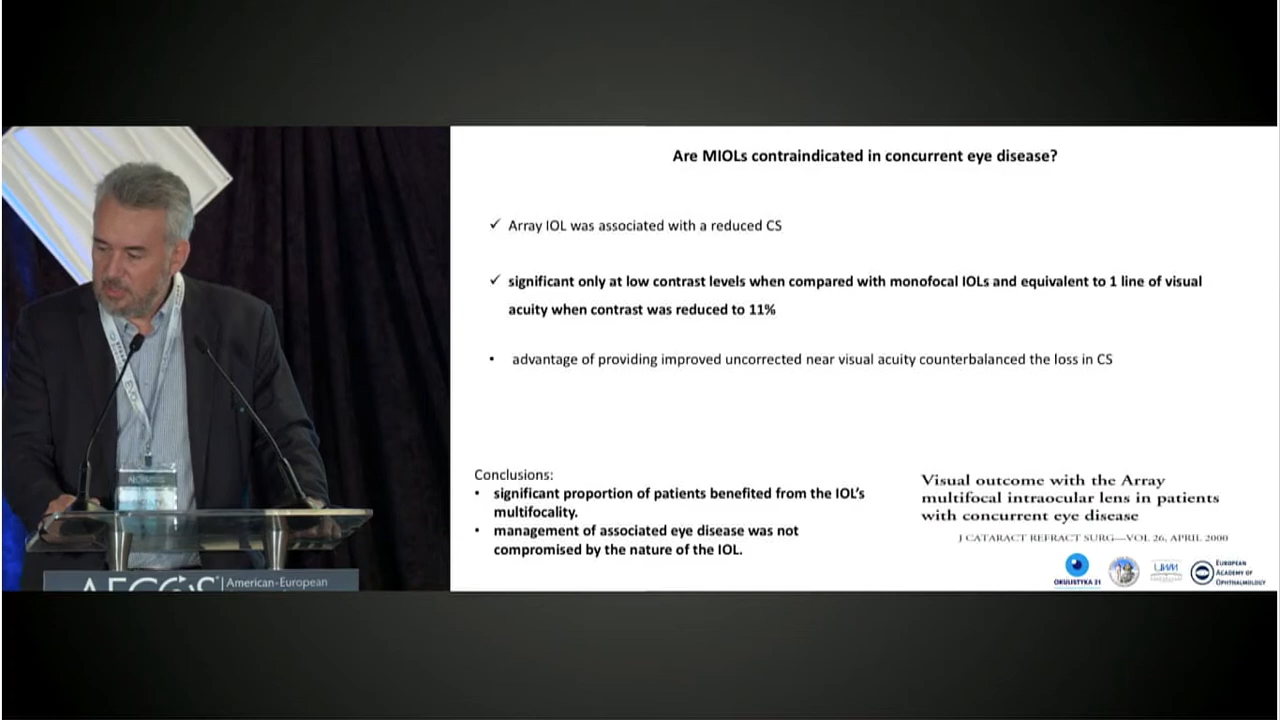 Are MIOLs contraindicated in concurrent eye disease?
✓ Array IOL was associated with a reduced CS
✓ significant only at low contrast levels when compared with monofocal IOLs and equivalent to 1 line of visual
acuity when contrast was reduced to 11%
• advantage of providing improved uncorrected near visual acuity counterbalanced the loss in CS
Conclusions:
• significant proportion of patients benefited from the IOL's
multifocality.
• management of associated eye disease was not
compromised by the nature of the IOL.
Visual outcome with the Array
multifocal intraocular lens in patients
with concurrent eye disease
J CATARACT REFRACT SURG—VOL 26, APRIL 2000
OKULISTYKA 21
UWM
EUROPEAN
ACADEMY OF
OPHTHALMOLOGY
EVO
American-European